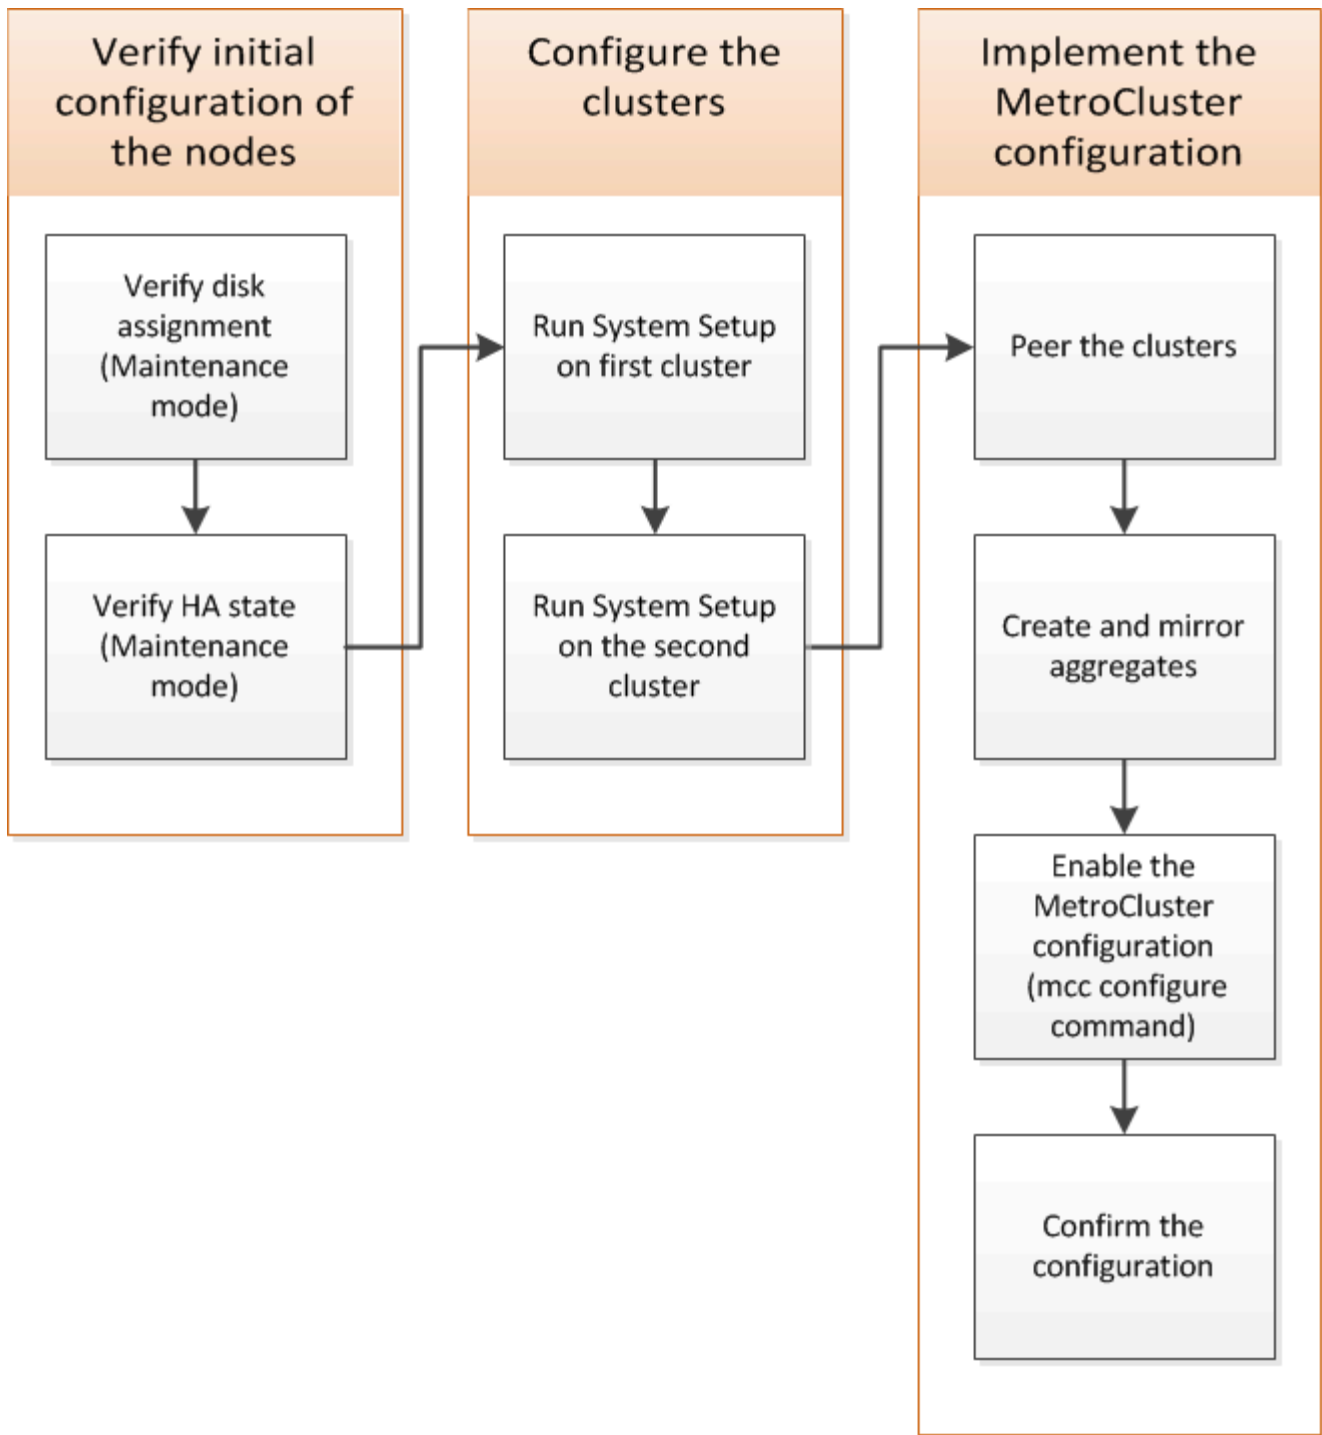 Verify initial
configuration of
the nodes
Verify disk
assignment
(Maintenance
mode)
Verify HA state
(Maintenance
mode)
Configure the
clusters
Run System Setup
on first cluster
Run System Setup
on the second
cluster
Implement the
MetroCluster
configuration
Peer the clusters
Create and mirror
aggregates
Enable the
MetroCluster
configuration
(mcc configure
command)
Confirm the
configuration